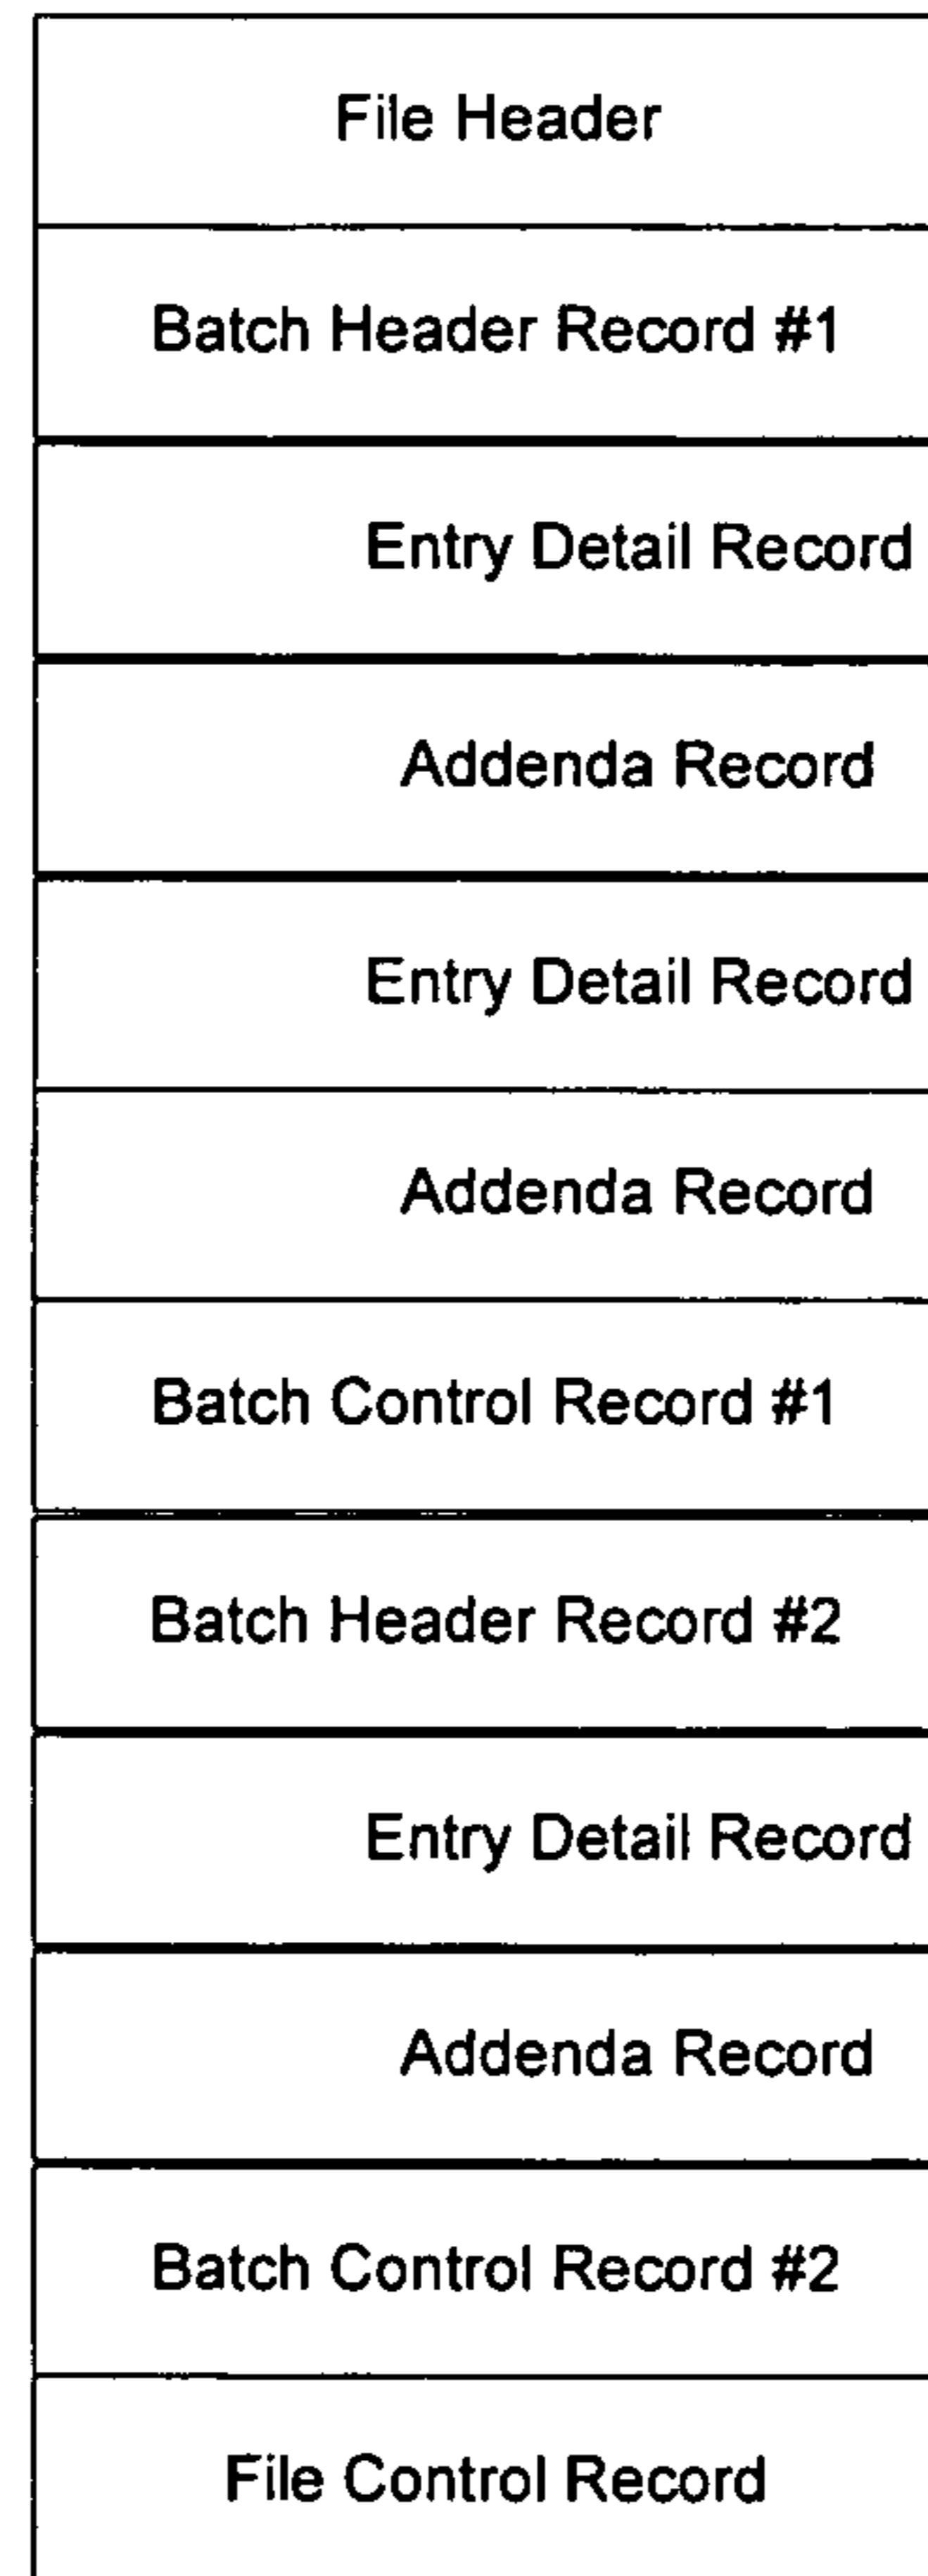 File Header
Batch Header Record #1
Entry Detail Record
Addenda Record
Entry Detail Record
Addenda Record
Batch Control Record #1
Batch Header Record #2
Entry Detail Record
Addenda Record
Batch Control Record #2
File Control Record